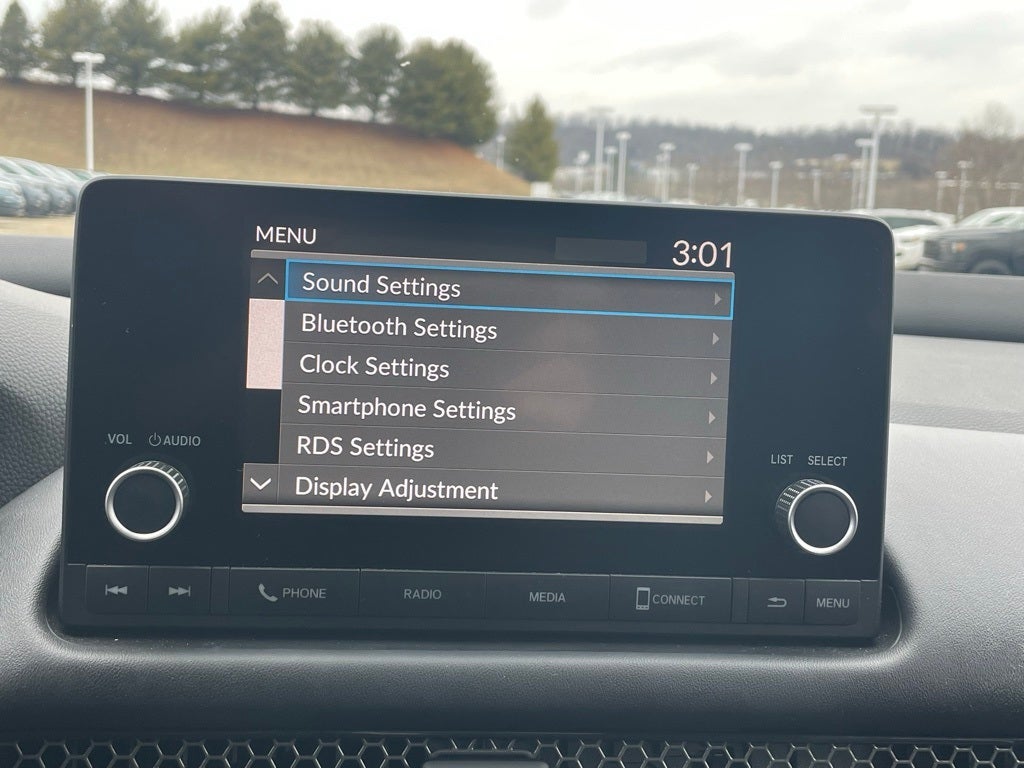 MENU
3:01
Sound Settings
Bluetooth Settings
Clock Settings
Smartphone Settings
RDS Settings
Display Adjustment
VOL AUDIO
LIST SELECT
PHONE
RADIO
MEDIA
CONNECT
MENU